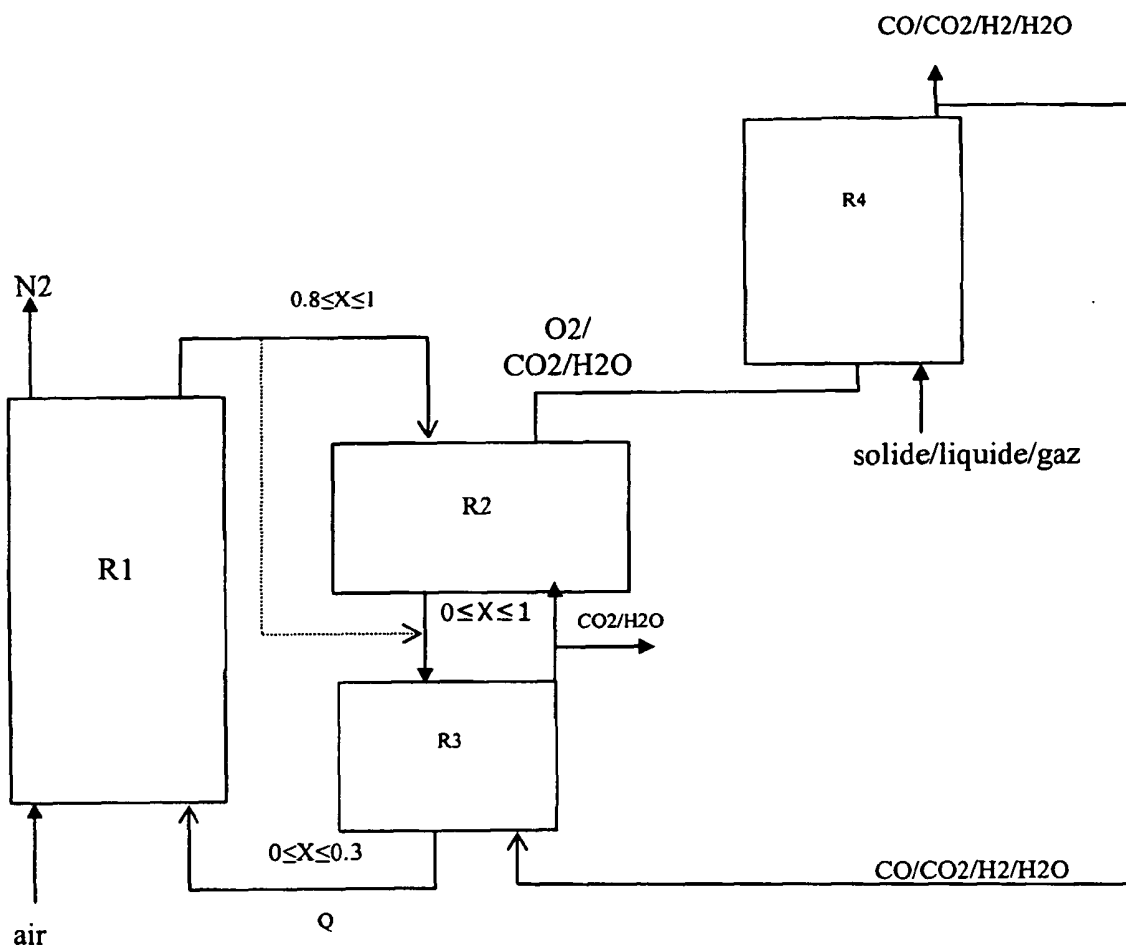 CO/CO2/H2/H2O
R4
N2
0.8≤X≤1
O2/
CO2/H2O
solide/liquide/gaz
R2
R1
0≤X≤1
CO2/H2O
R3
0≤X≤0.3
CO/CO2/H2/H2O
Q
air